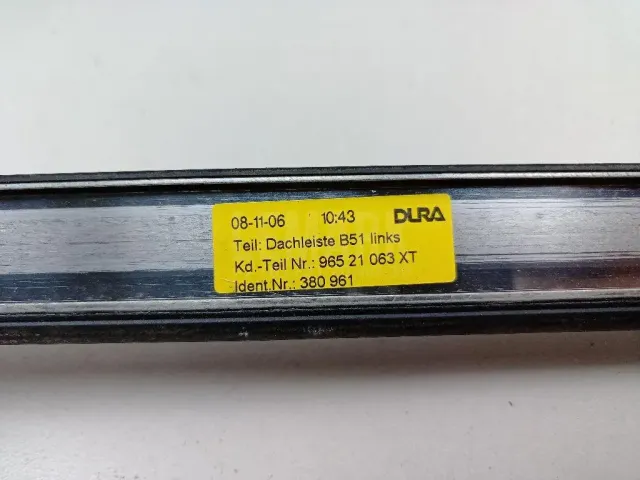 08-11-06 10:43 DURA
Teil: Dachleiste B51 links
Kd.-Teil Nr.: 965 21 063 XT
Ident.Nr.: 380 961